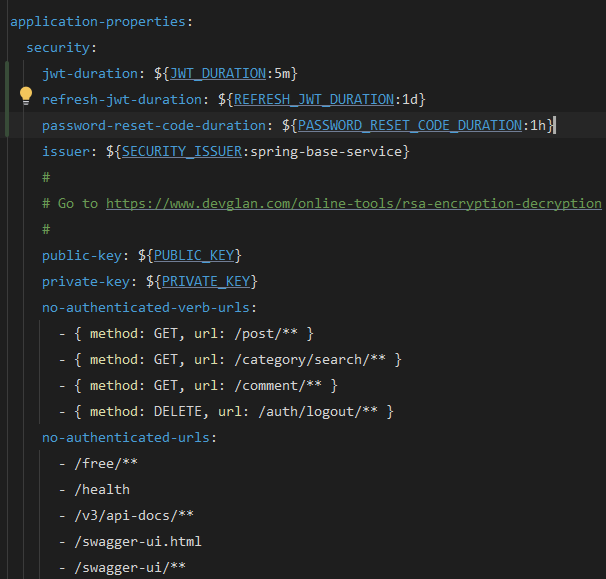 application-properties:
security:
jwt-duration: ${JWT_DURATION:5m}
refresh-jwt-duration: ${REFRESH_JWT_DURATION:1d}
password-reset-code-duration: ${PASSWORD_RESET_CODE_DURATION:1h}
issuer: ${SECURITY_ISSUER:spring-base-service}
#
# Go to https://www.devglan.com/online-tools/rsa-encryption-decryption
#
public-key: ${PUBLIC_KEY}
private-key: ${PRIVATE_KEY}
no-authenticated-verb-urls:
- { method: GET, url: /post/** }
- { method: GET, url: /category/search/** }
- { method: GET, url: /comment/** }
- { method: DELETE, url: /auth/logout/** }
no-authenticated-urls:
- /free/**
- /health
- /v3/api-docs/**
- /swagger-ui.html
- /swagger-ui/**